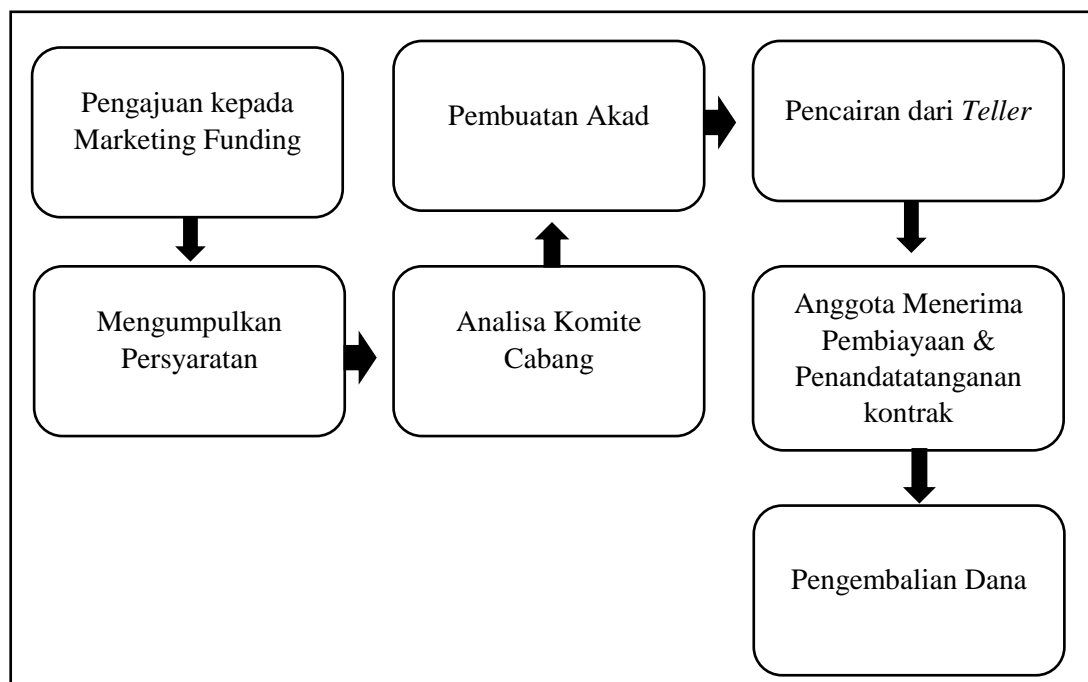 Pengajuan kepada
Marketing Funding
Mengumpulkan
Persyaratan
Analisa Komite
Cabang
Pembuatan Akad
Pencairan dari Teller
Anggota Menerima
Pembiayaan &
Penandatatanganan
kontrak
Pengembalian Dana